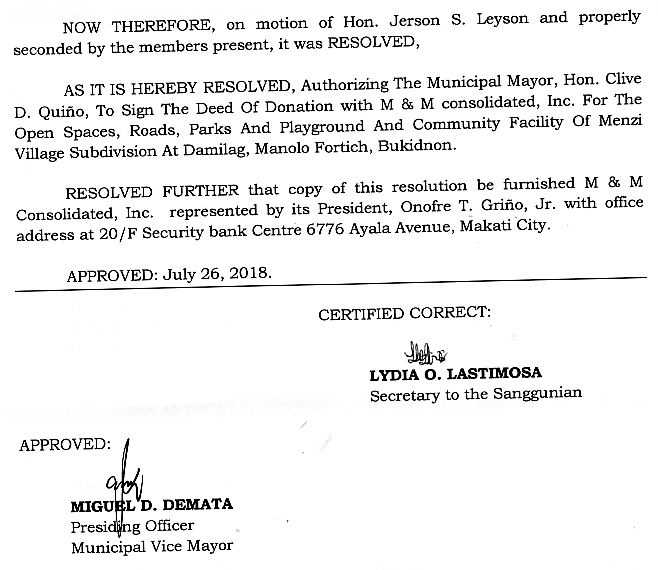 NOW THEREFORE, on motion of Hon. Jerson S. Leyson and properly
seconded by the members present, it was RESOLVED,
AS IT IS HEREBY RESOLVED, Authorizing The Municipal Mayor, Hon. Clive
D. Quiño, To Sign The Deed Of Donation with M & M consolidated, Inc. For The
Open Spaces, Roads, Parks And Playground And Community Facility Of Menzi
Village Subdivision At Damilag, Manolo Fortich, Bukidnon.
RESOLVED FURTHER that copy of this resolution be furnished M & M
Consolidated, Inc. represented by its President, Onofre T. Griño, Jr. with office
address at 20/F Security bank Centre 6776 Ayala Avenue, Makati City.
APPROVED: July 26, 2018.
CERTIFIED CORRECT:
LYDIA O. LASTIMOSA
Secretary to the Sanggunian
APPROVED:
MIGUEL D. DEMATA
Presiding Officer
Municipal Vice Mayor